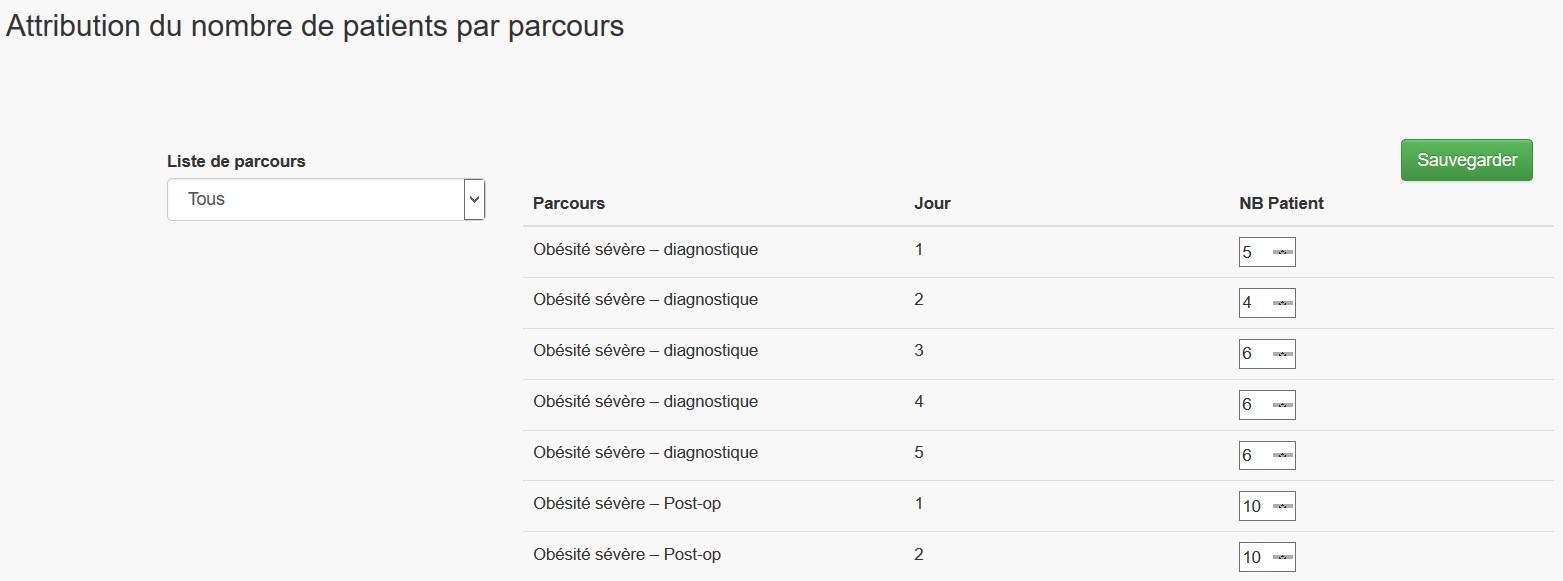 Attribution du nombre de patients par parcours
Sauvegarder
Liste de parcours
Tous
Parcours Jour NB Patient
Obésité sévère – diagnostique 1 5
Obésité sévère – diagnostique 2 4
Obésité sévère – diagnostique 3 6
Obésité sévère – diagnostique 4 6
Obésité sévère – diagnostique 5 6
Obésité sévère – Post-op 1 10
Obésité sévère – Post-op 2 10